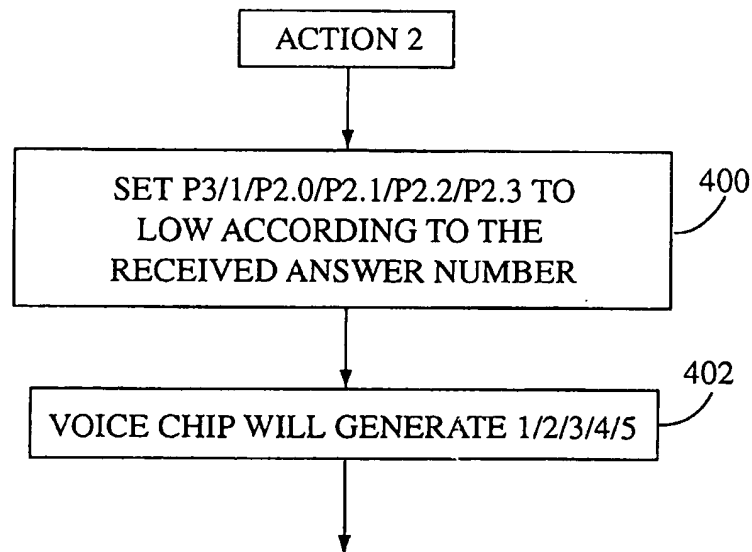 ACTION 2
SET P3/1/P2.0/P2.1/P2.2/P2.3 TO
LOW ACCORDING TO THE
RECEIVED ANSWER NUMBER
400
VOICE CHIP WILL GENERATE 1/2/3/4/5
402